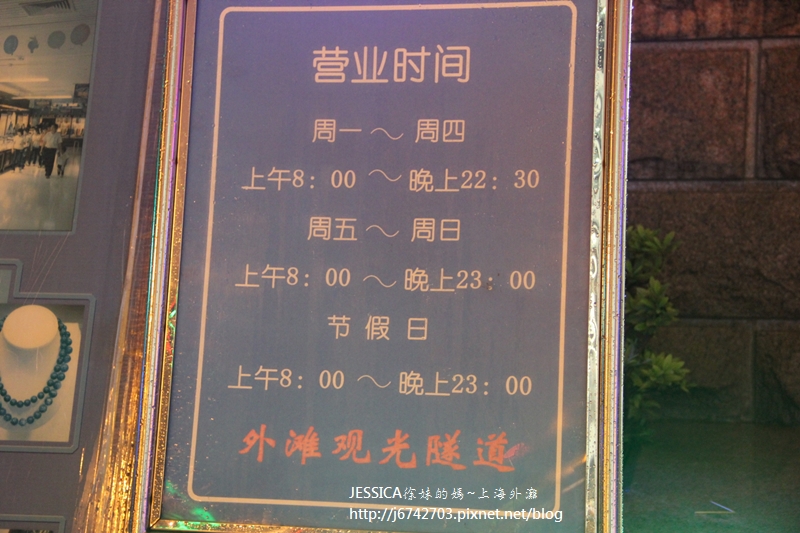 营业时间
周一～周四
上午8：00～晚上22：30
周五～周日
上午8：00～晚上23：00
节假日
上午8：00～晚上23：00
外滩观光隧道
JESSICA徐妹的媽~上海外灘
http://j6742703.pixnet.net/blog